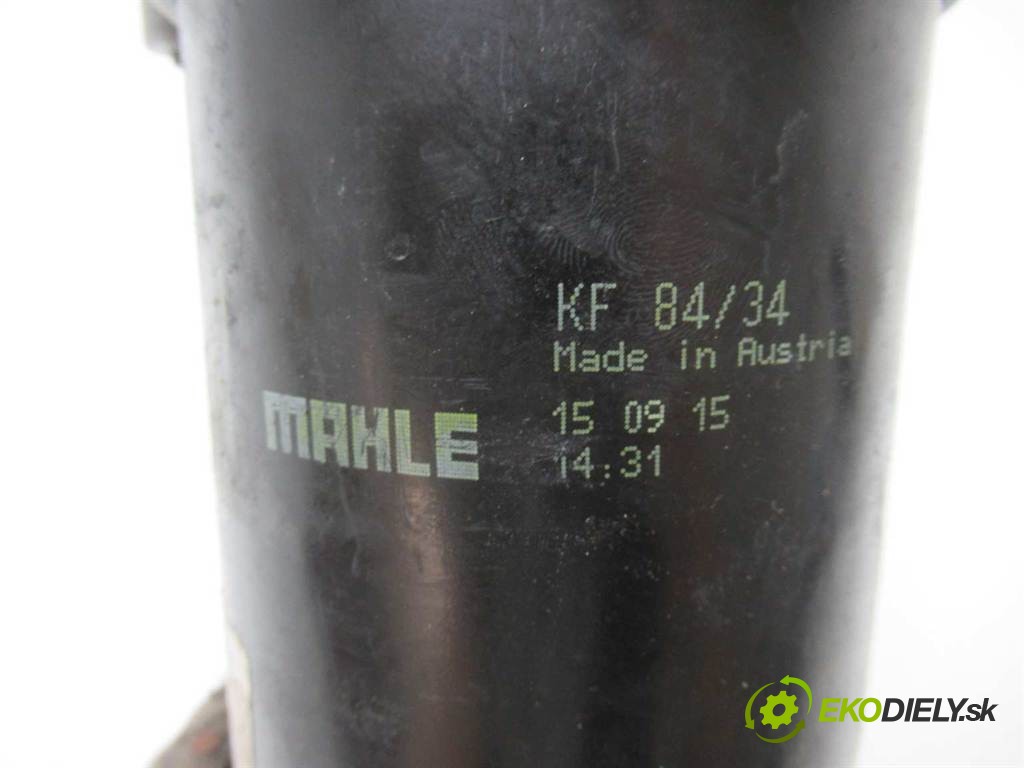 KF 84/34
Made in Austria
MAHLE
15 09 15
14:31
EKODIELY.sk